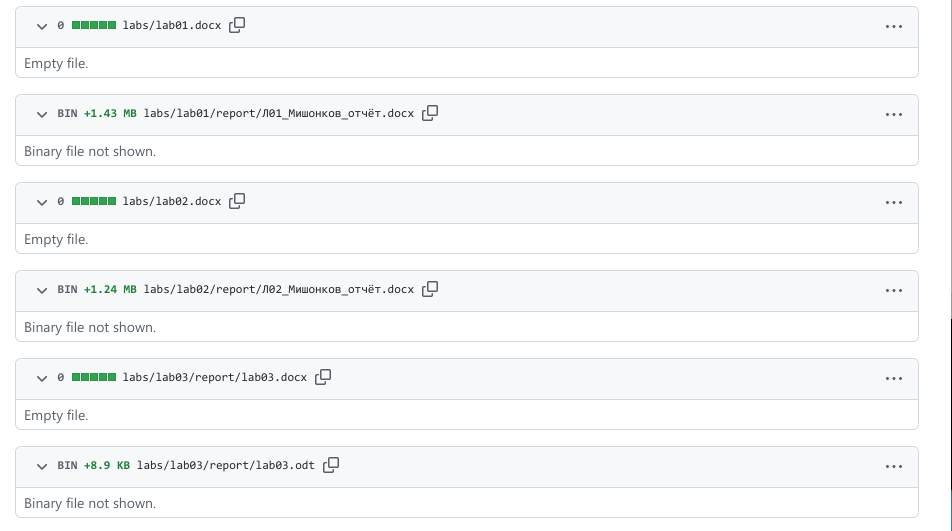 0 labs/lab01.docx
Empty file.
BIN +1.43 MB labs/lab01/report/Л01_Мишонков_отчёт.docx
Binary file not shown.
0 labs/lab02.docx
Empty file.
BIN +1.24 MB labs/lab02/report/Л02_Мишонков_отчёт.docx
Binary file not shown.
0 labs/lab03/report/lab03.docx
Empty file.
BIN +8.9 KB labs/lab03/report/lab03.odt
Binary file not shown.